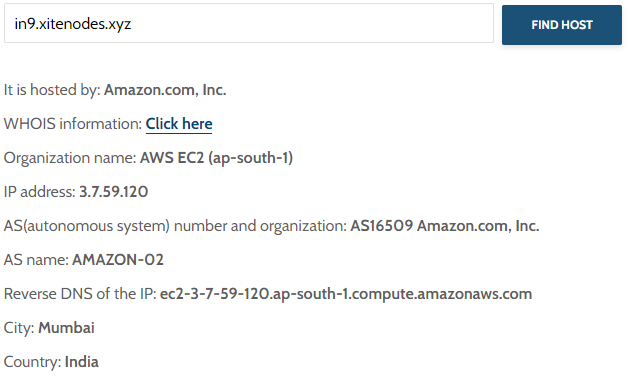 in9.xitenodes.xyz
FIND HOST
It is hosted by: Amazon.com, Inc.
WHOIS information: Click here
Organization name: AWS EC2 (ap-south-1)
IP address: 3.7.59.120
AS(autonomous system) number and organization: AS16509 Amazon.com, Inc.
AS name: AMAZON-02
Reverse DNS of the IP: ec2-3-7-59-120.ap-south-1.compute.amazonaws.com
City: Mumbai
Country: India